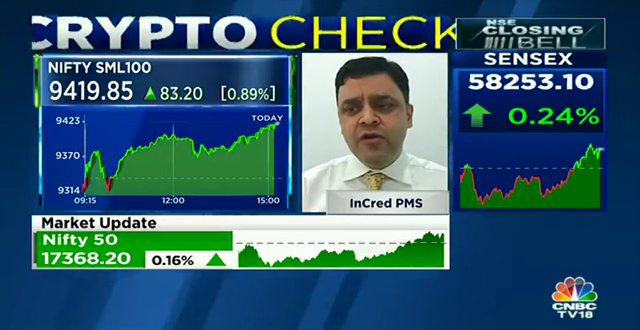 CRYPTO CHECK
NSE
CLOSING
BELL
NIFTY SML100
9419.85 83.20 [0.89%]
TODAY
9423
9370
9314
09:15 12:00 15:00
InCred PMS
SENSEX
58253.10
0.24%
Market Update
Nifty 50
17368.20 0.16%
CNBC
TV18